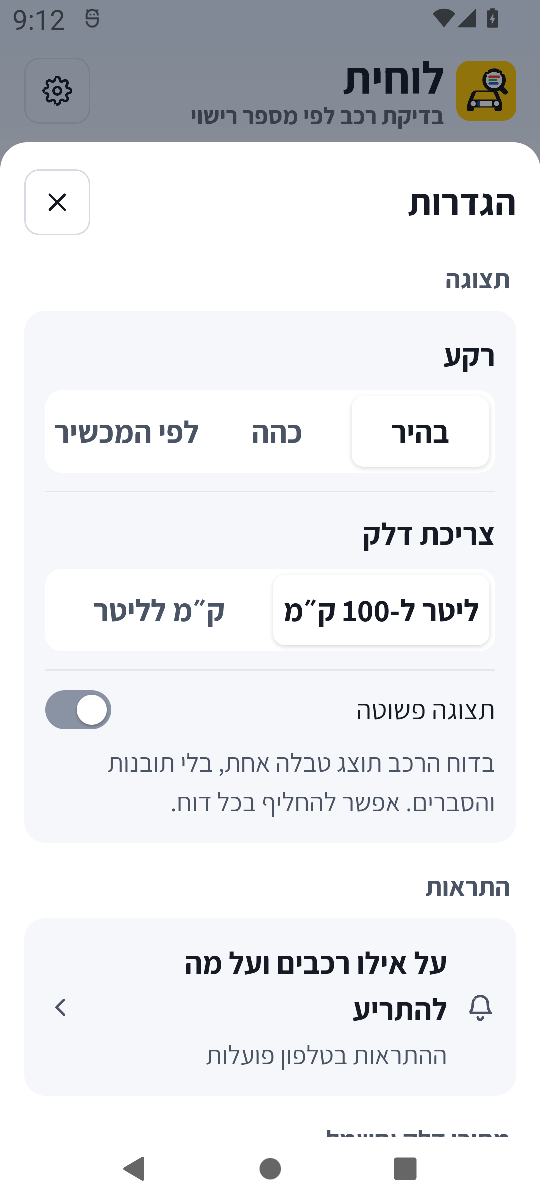 9:12
לוחית
בדיקת רכב לפי מספר רישוי
הגדרות
תצוגה
רקע
בהיר
כהה
לפי המכשיר
צריכת דלק
ליטר ל-100 ק״מ
ק״מ לליטר
תצוגה פשוטה
בדוח הרכב תוצג טבלה אחת, בלי תובנות
והסברים. אפשר להחליף בכל דוח.
התראות
על אילו רכבים ועל מה
להתריע
ההתראות בטלפון פועלות